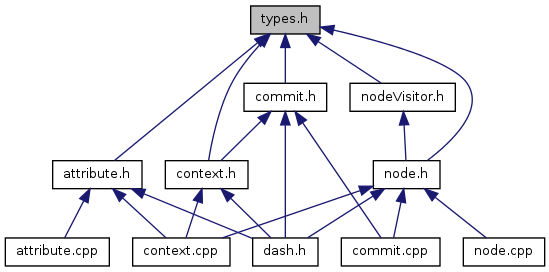 types.h
commit.h
nodeVisitor.h
attribute.h
context.h
node.h
attribute.cpp
context.cpp
dash.h
commit.cpp
node.cpp